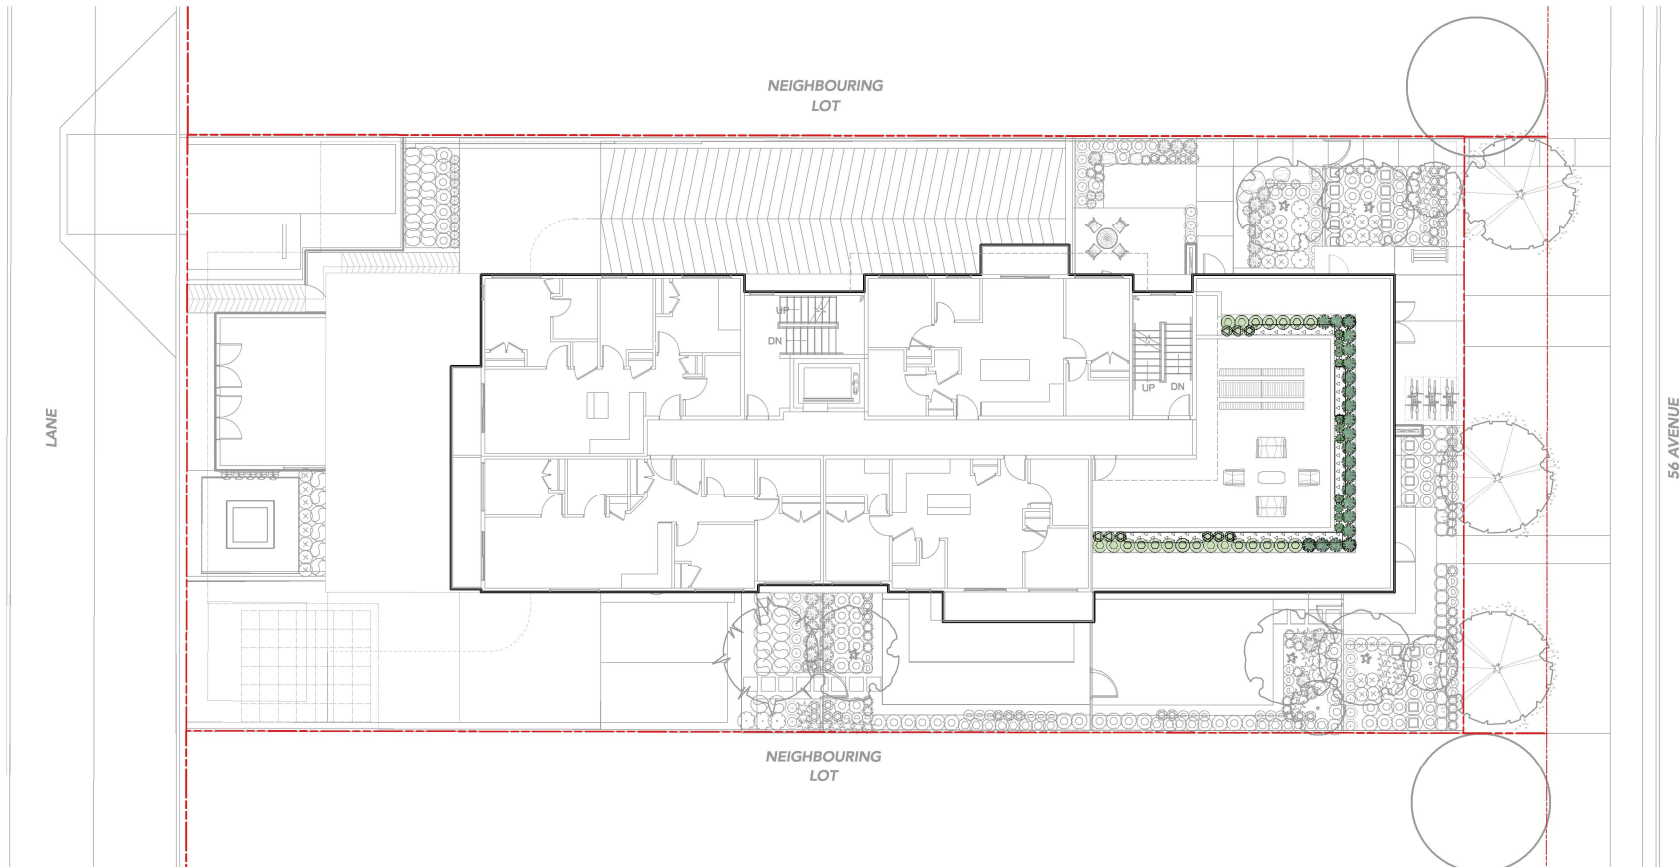 NEIGHBOURING
LOT
UP
DN
UP DN
LANE
56 AVENUE
NEIGHBOURING
LOT